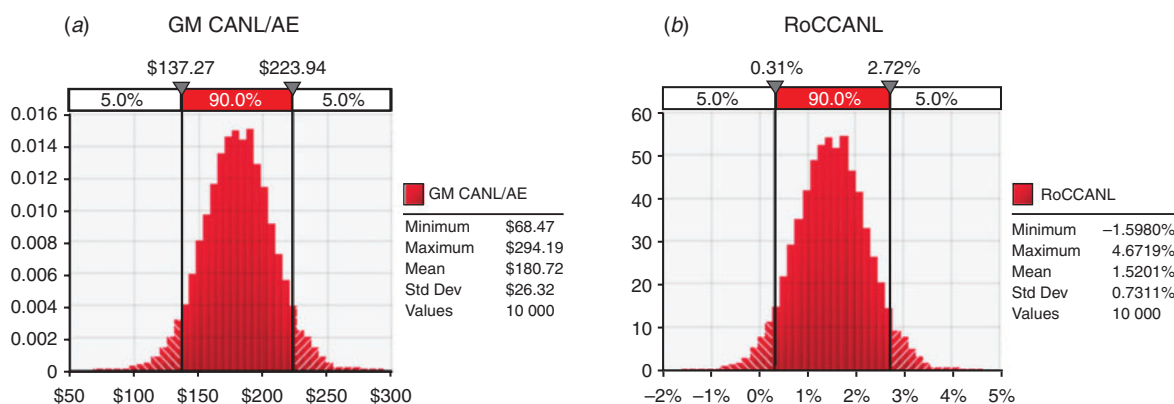 (a) GM CANL/AE
$137.27 $223.94
5.0% 90.0% 5.0%
0.016
0.014
0.012
0.010
0.008
0.006
0.004
0.002
0
$50 $100 $150 $200 $250 $300
GM CANL/AE
Minimum $68.47
Maximum $294.19
Mean $180.72
Std Dev $26.32
Values 10 000
(b) RoCCANL
0.31% 2.72%
5.0% 90.0% 5.0%
60
50
40
30
20
10
0
–2% –1% 0% 1% 2% 3% 4% 5%
RoCCANL
Minimum –1.5980%
Maximum 4.6719%
Mean 1.5201%
Std Dev 0.7311%
Values 10 000